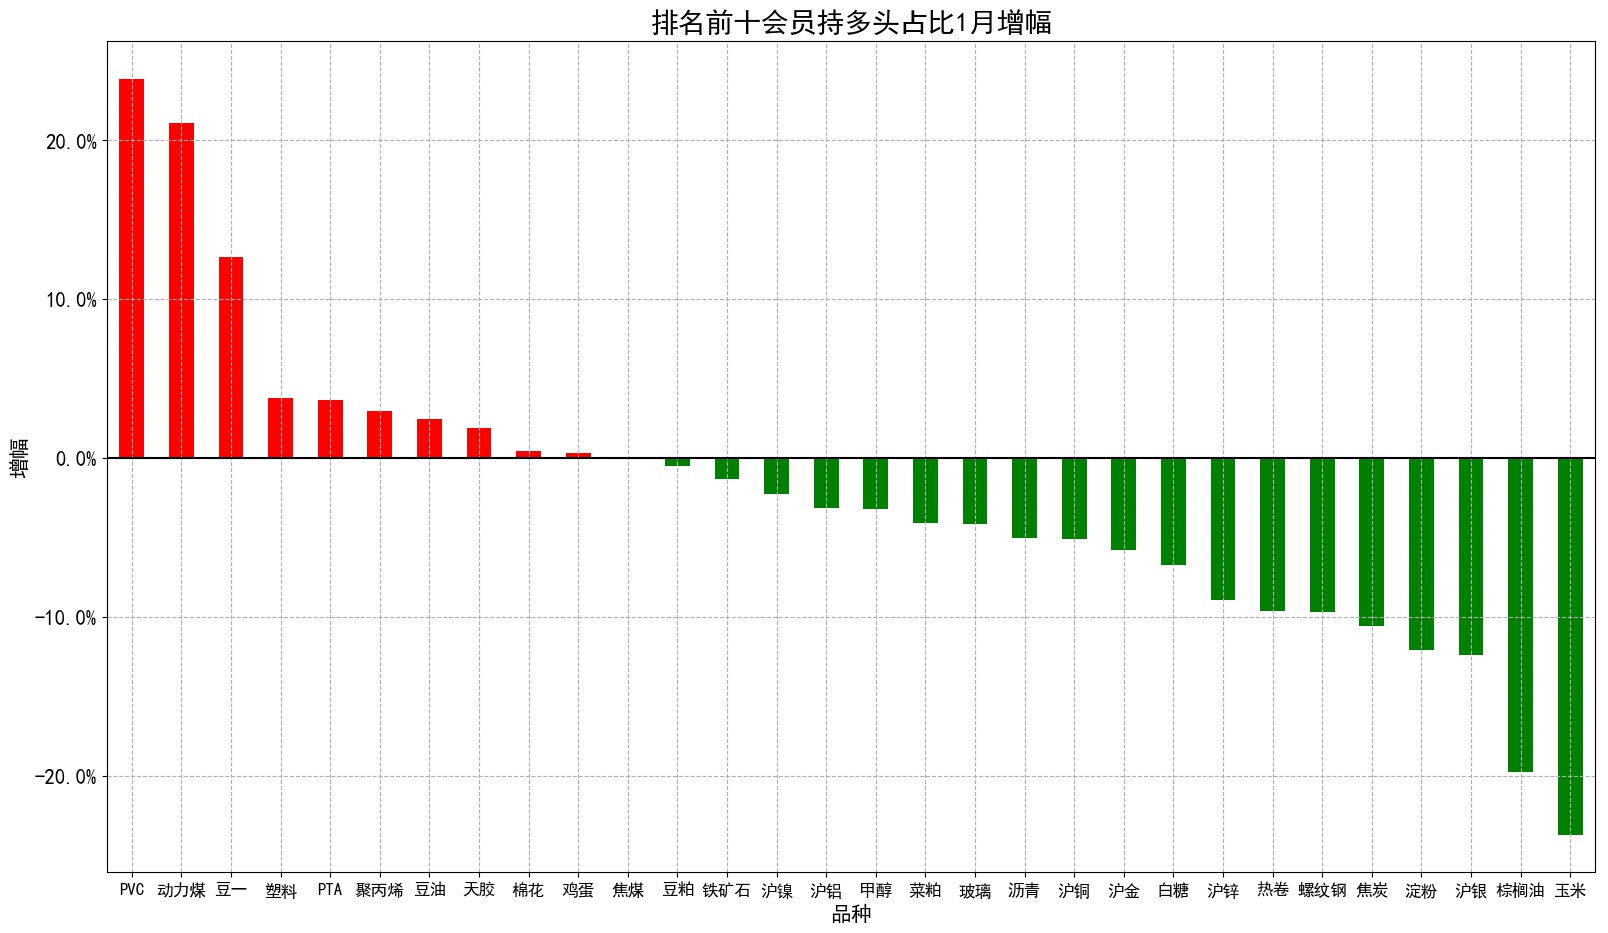 排名前十会员持多头占比1月增幅
20.0%
10.0%
0.0%
−10.0%
−20.0%
增幅
PVC 动力煤 豆一 塑料 PTA 聚丙烯 豆油 天胶 棉花 鸡蛋 焦煤 豆粕 铁矿石 沪镍 沪铝 甲醇 菜粕 玻璃 沥青 沪铜 沪金 白糖 沪锌 热卷 螺纹钢 焦炭 淀粉 沪银 棕榈油 玉米
品种